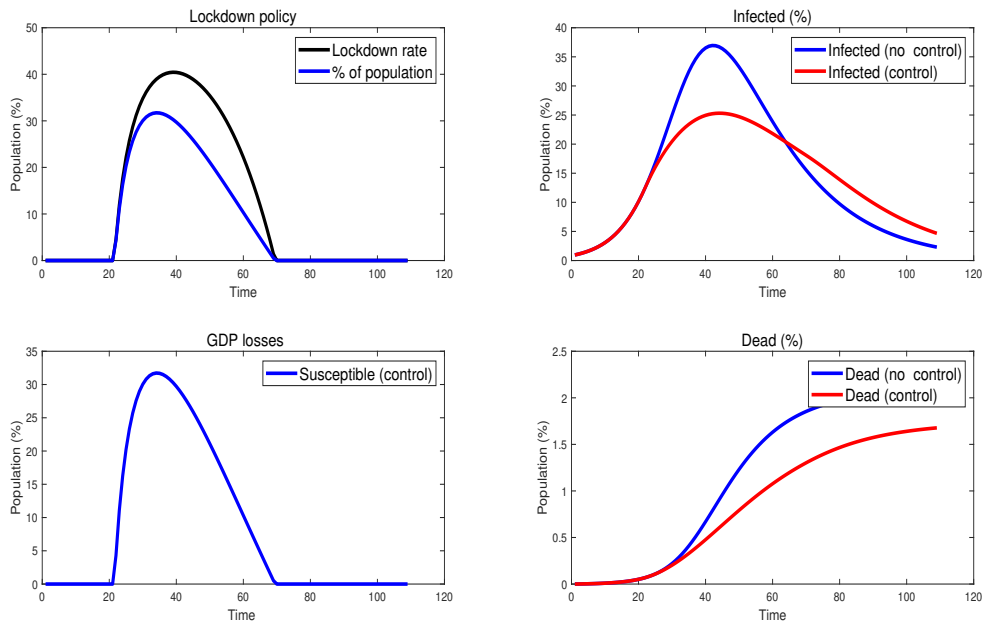 Lockdown policy
50
40
30
20
10
0
Population (%)
Lockdown rate
% of population
0 20 40 60 80 100 120
Time
Infected (%)
40
35
30
25
20
15
10
5
0
Population (%)
Infected (no control)
Infected (control)
0 20 40 60 80 100 120
Time
GDP losses
35
30
25
20
15
10
5
0
Population (%)
Susceptible (control)
0 20 40 60 80 100 120
Time
Dead (%)
2.5
2
1.5
1
0.5
0
Population (%)
Dead (no control)
Dead (control)
0 20 40 60 80 100 120
Time